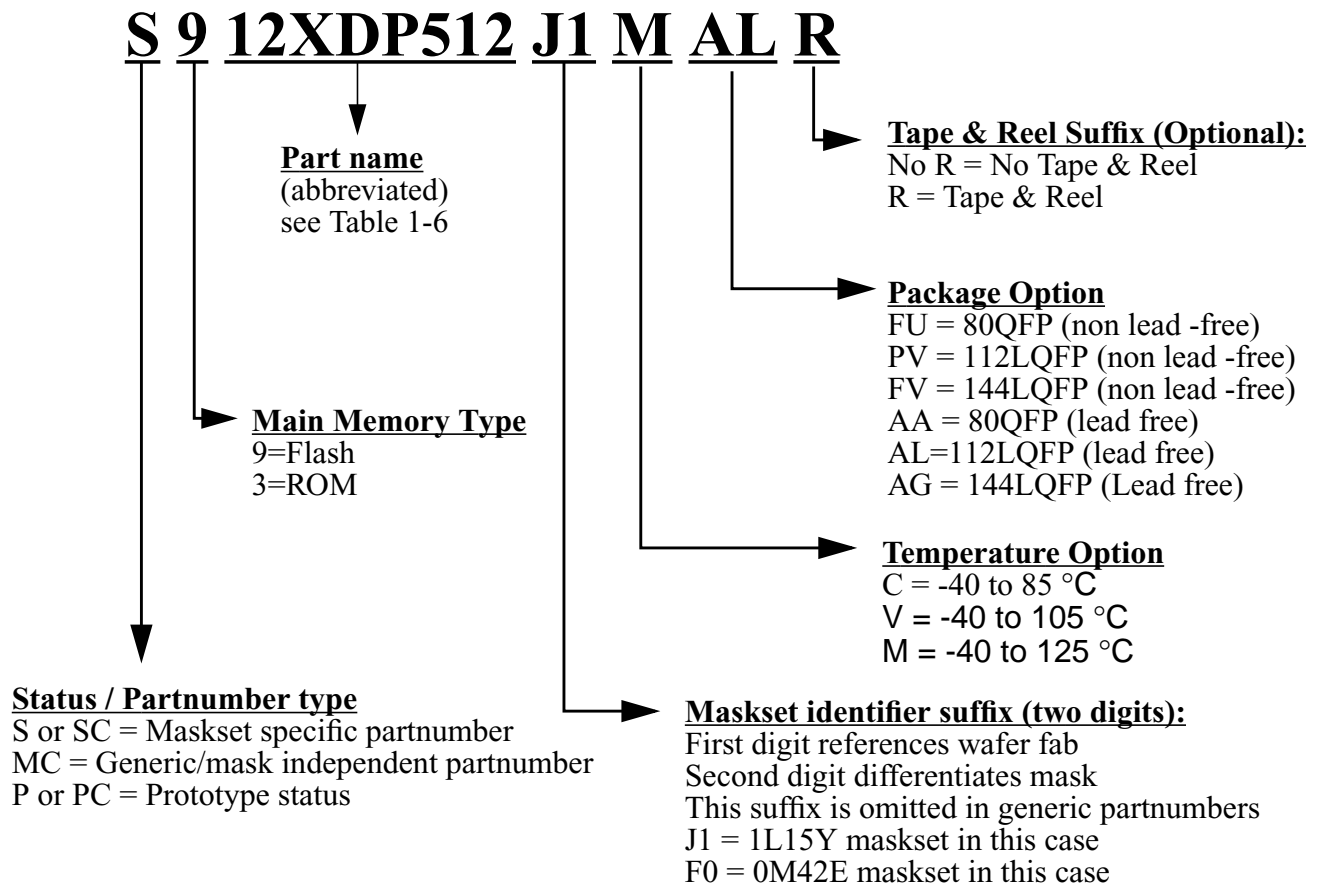 S 9 12XDP512 J1 M AL R
Tape & Reel Suffix (Optional):
No R = No Tape & Reel
R = Tape & Reel
Part name
(abbreviated)
see Table 1-6
Package Option
FU = 80QFP (non lead -free)
PV = 112LQFP (non lead -free)
FV = 144LQFP (non lead -free)
AA = 80QFP (lead free)
AL=112LQFP (lead free)
AG = 144LQFP (Lead free)
Main Memory Type
9=Flash
3=ROM
Temperature Option
C = -40 to 85 °C
V = -40 to 105 °C
M = -40 to 125 °C
Status / Partnumber type
S or SC = Maskset specific partnumber
MC = Generic/mask independent partnumber
P or PC = Prototype status
Maskset identifier suffix (two digits):
First digit references wafer fab
Second digit differentiates mask
This suffix is omitted in generic partnumbers
J1 = 1L15Y maskset in this case
F0 = 0M42E maskset in this case